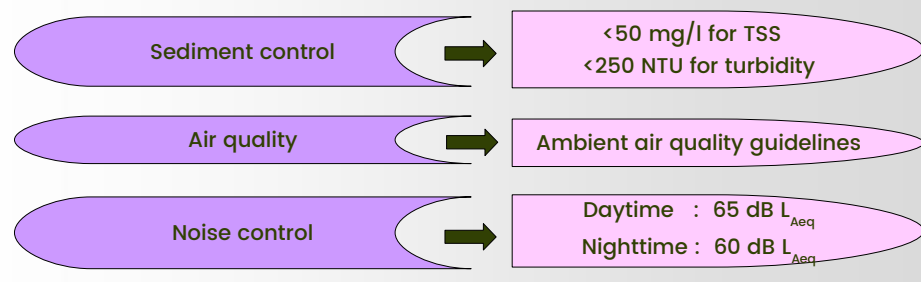 Sediment control
<50 mg/l for TSS
<250 NTU for turbidity
Air quality
Ambient air quality guidelines
Noise control
Daytime : 65 dB LAeq
Nighttime : 60 dB LAeq